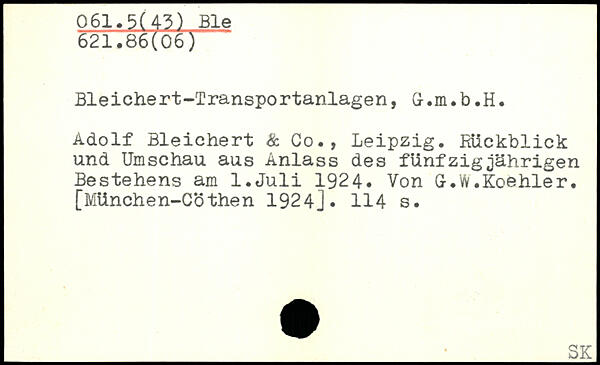 061.5(43) Ble
621.86(06)
Bleichert-Transportanlagen, G.m.b.H.
Adolf Bleichert & Co., Leipzig. Rückblick
und Umschau aus Anlass des fünfzigjährigen
Bestehens am 1.Juli 1924. Von G.W.Koehler.
[München-Cöthen 1924]. 114 s.
SK